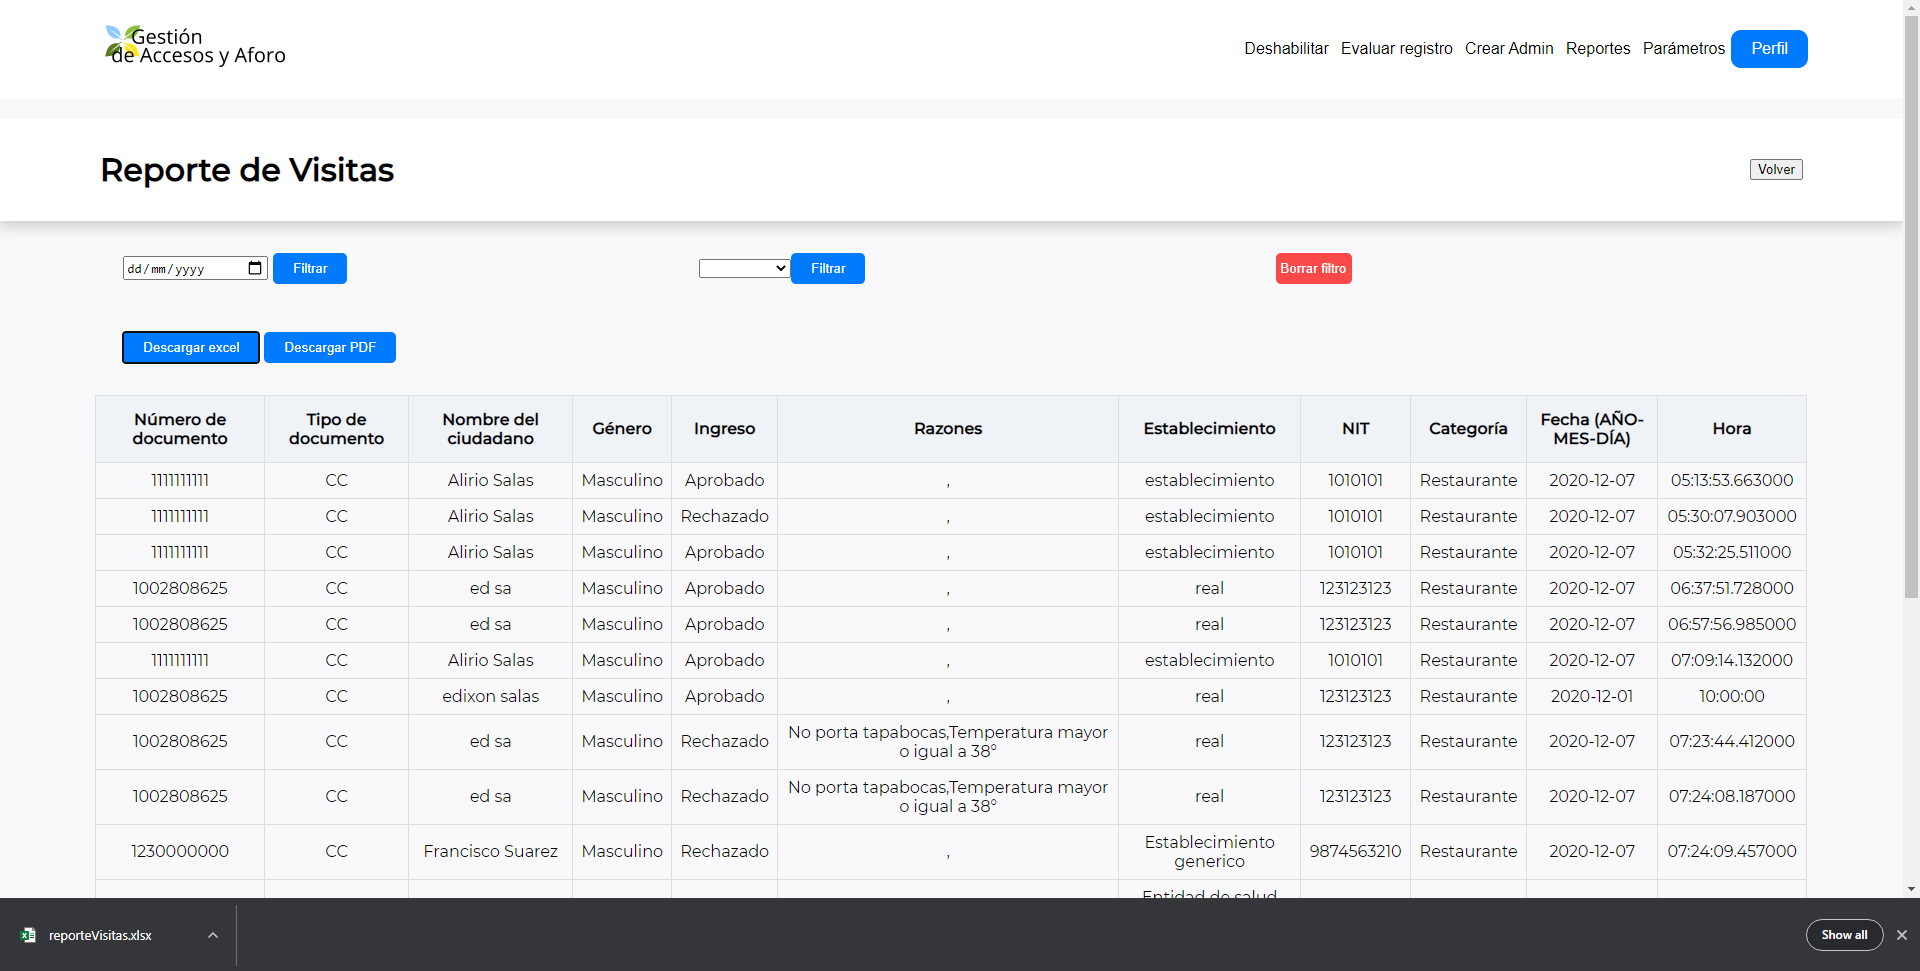 Gestión
de Accesos y Aforo
Deshabilitar Evaluar registro Crear Admin Reportes Parámetros Perfil
Reporte de Visitas
Volver
dd/mm/yyyy Filtrar Filtrar Borrar filtro
Descargar excel Descargar PDF
Número de documento Tipo de documento Nombre del ciudadano Género Ingreso Razones Establecimiento NIT Categoría Fecha (AÑO-MES-DÍA) Hora
1111111111 CC Alirio Salas Masculino Aprobado , establecimiento 1010101 Restaurante 2020-12-07 05:13:53.663000
1111111111 CC Alirio Salas Masculino Rechazado , establecimiento 1010101 Restaurante 2020-12-07 05:30:07.903000
1111111111 CC Alirio Salas Masculino Aprobado , establecimiento 1010101 Restaurante 2020-12-07 05:32:25.511000
1002808625 CC ed sa Masculino Aprobado , real 123123123 Restaurante 2020-12-07 06:37:51.728000
1002808625 CC ed sa Masculino Aprobado , real 123123123 Restaurante 2020-12-07 06:57:56.985000
1111111111 CC Alirio Salas Masculino Aprobado , establecimiento 1010101 Restaurante 2020-12-07 07:09:14.132000
1002808625 CC edixon salas Masculino Aprobado , real 123123123 Restaurante 2020-12-01 10:00:00
1002808625 CC ed sa Masculino Rechazado No porta tapabocas,Temperatura mayor o igual a 38° real 123123123 Restaurante 2020-12-07 07:23:44.412000
1002808625 CC ed sa Masculino Rechazado No porta tapabocas,Temperatura mayor o igual a 38° real 123123123 Restaurante 2020-12-07 07:24:08.187000
1230000000 CC Francisco Suarez Masculino Rechazado , Establecimiento generico 9874563210 Restaurante 2020-12-07 07:24:09.457000
Entidad de salud
reporteVisitas.xlsx
Show all